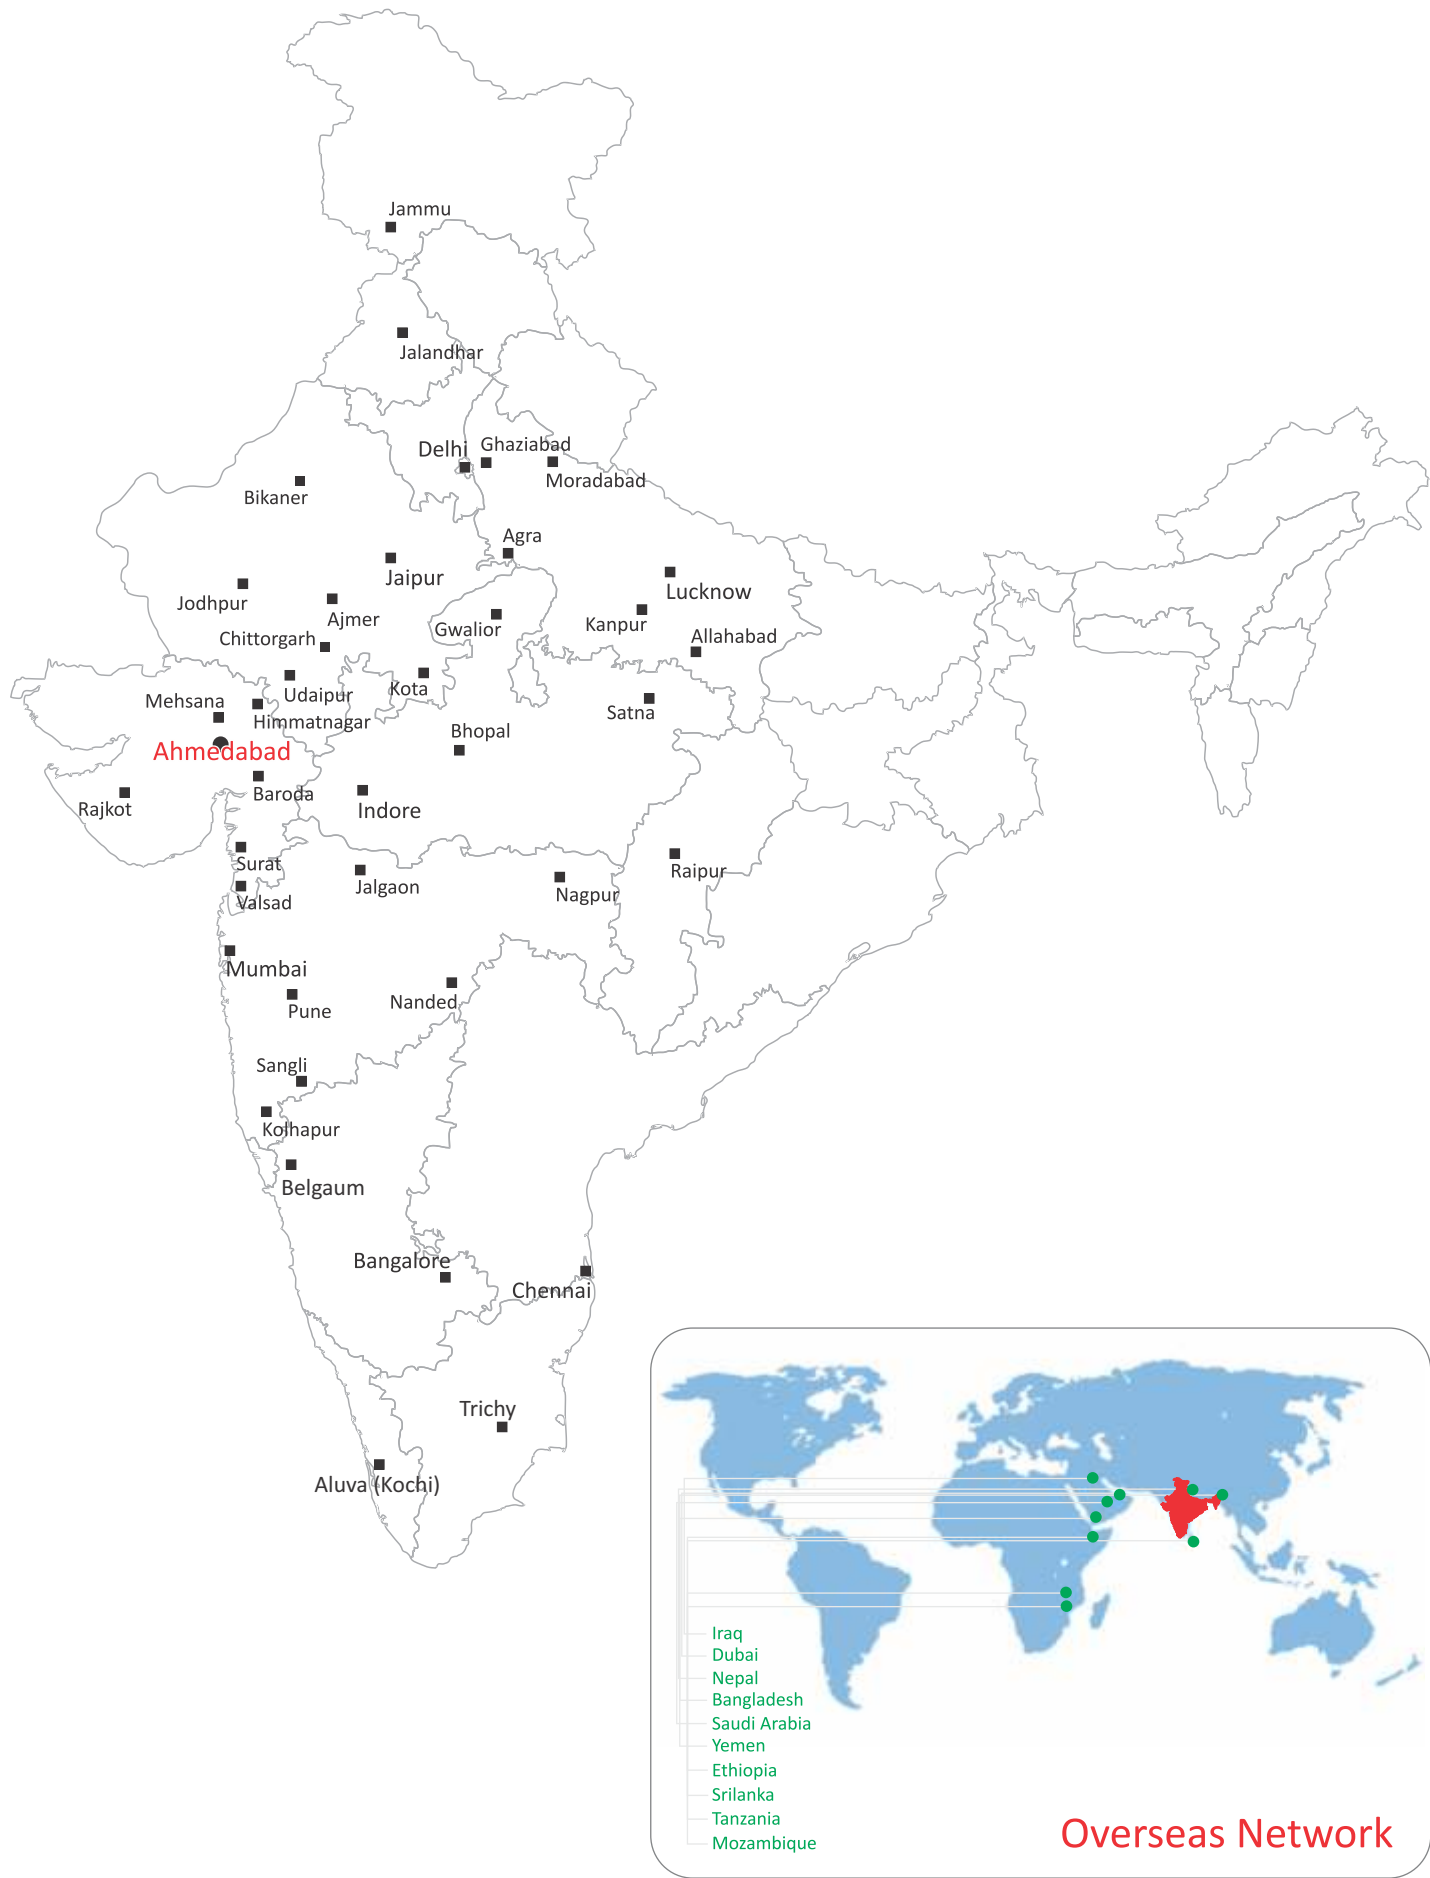 Jammu
Jalandhar
Delhi
Ghaziabad
Moradabad
Bikaner
Agra
Jaipur
Lucknow
Jodhpur
Ajmer
Gwalior
Kanpur
Chittorgarh
Allahabad
Udaipur
Kota
Mehsana
Himmatnagar
Satna
Bhopal
Ahmedabad
Baroda
Rajkot
Indore
Surat
Jalgaon
Nagpur
Raipur
Valsad
Mumbai
Pune
Nanded
Sangli
Kolhapur
Belgaum
Bangalore
Chennai
Trichy
Aluva (Kochi)
Iraq
Dubai
Nepal
Bangladesh
Saudi Arabia
Yemen
Ethiopia
Srilanka
Tanzania
Mozambique
Overseas Network